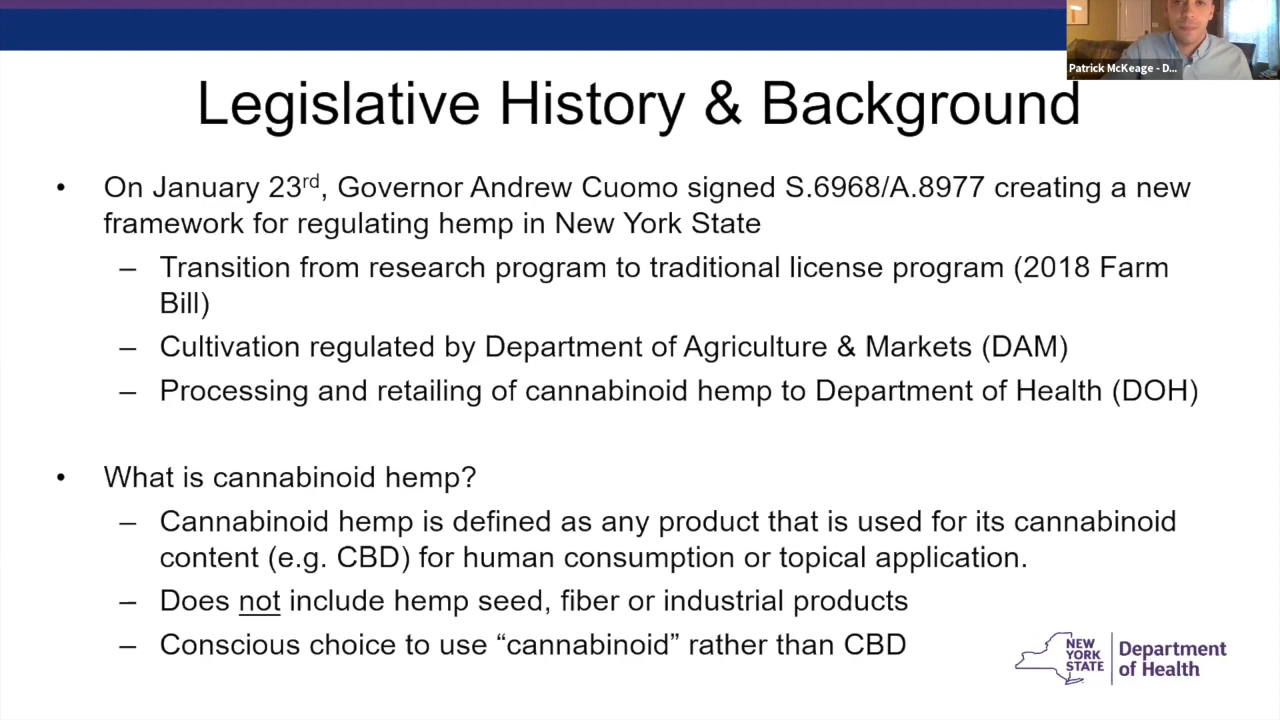 Patrick McKeage - D...
Legislative History & Background
• On January 23rd, Governor Andrew Cuomo signed S.6968/A.8977 creating a new
framework for regulating hemp in New York State
– Transition from research program to traditional license program (2018 Farm
Bill)
– Cultivation regulated by Department of Agriculture & Markets (DAM)
– Processing and retailing of cannabinoid hemp to Department of Health (DOH)
• What is cannabinoid hemp?
– Cannabinoid hemp is defined as any product that is used for its cannabinoid
content (e.g. CBD) for human consumption or topical application.
– Does not include hemp seed, fiber or industrial products
– Conscious choice to use “cannabinoid” rather than CBD
NEW
YORK
STATE
Department
of Health